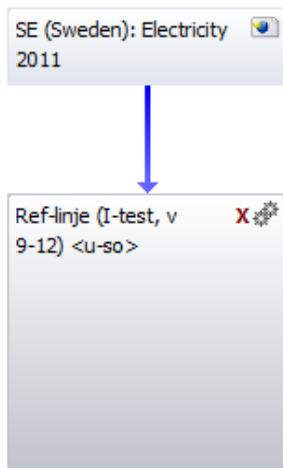 SE (Sweden): Electricity
2011
Ref-linje (I-test, v X
9-12) <u-so>